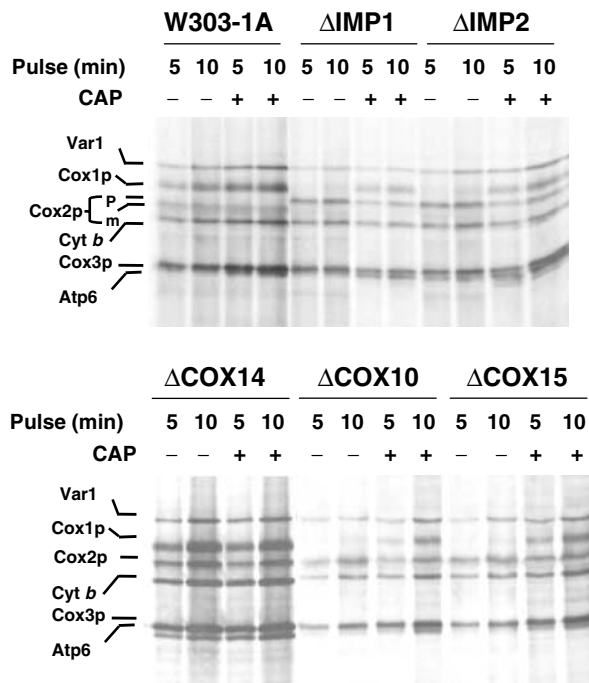 W303-1A ΔIMP1 ΔIMP2
Pulse (min) 5 10 5 10 5 10 5 10 5 10 5 10
CAP – – + + – – + + – – + +
Var1
Cox1p
Cox2p P
m
Cyt b
Cox3p
Atp6
ΔCOX14 ΔCOX10 ΔCOX15
Pulse (min) 5 10 5 10 5 10 5 10 5 10 5 10
CAP – – + + – – + + – – + +
Var1
Cox1p
Cox2p
Cyt b
Cox3p
Atp6